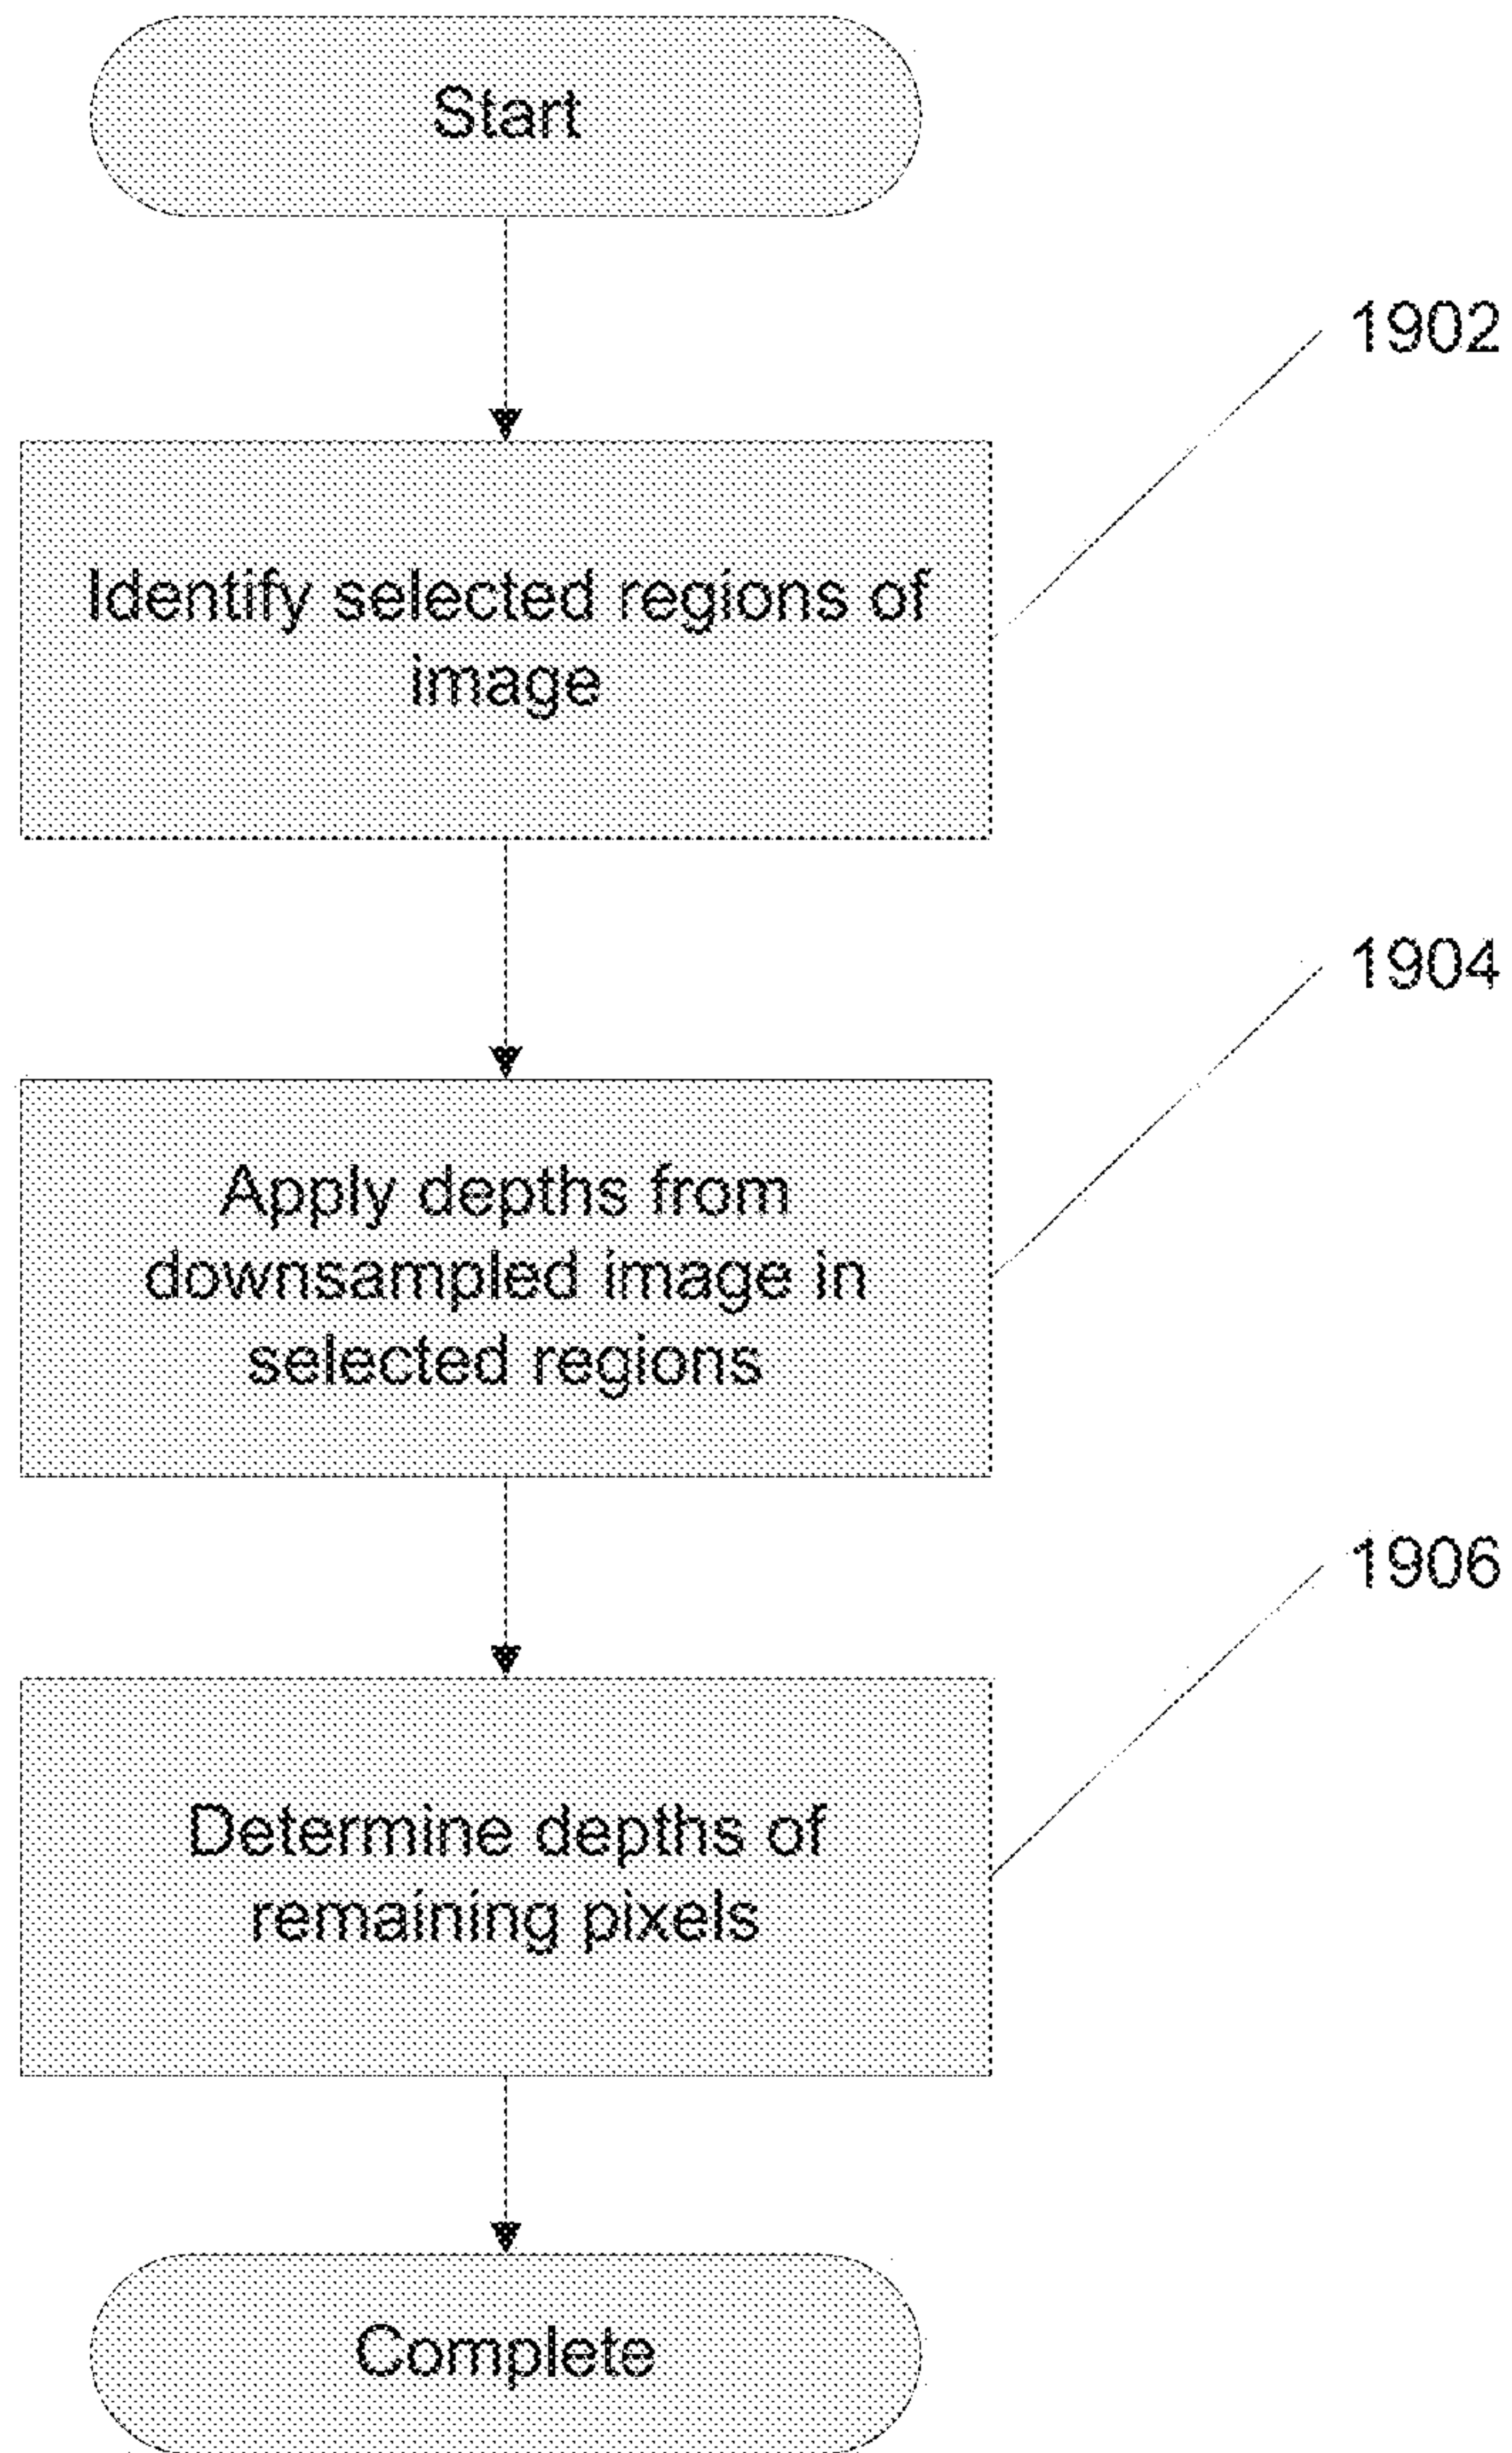 Start
1902
Identify selected regions of
image
1904
Apply depths from
downsampled image in
selected regions
1906
Determine depths of
remaining pixels
Complete